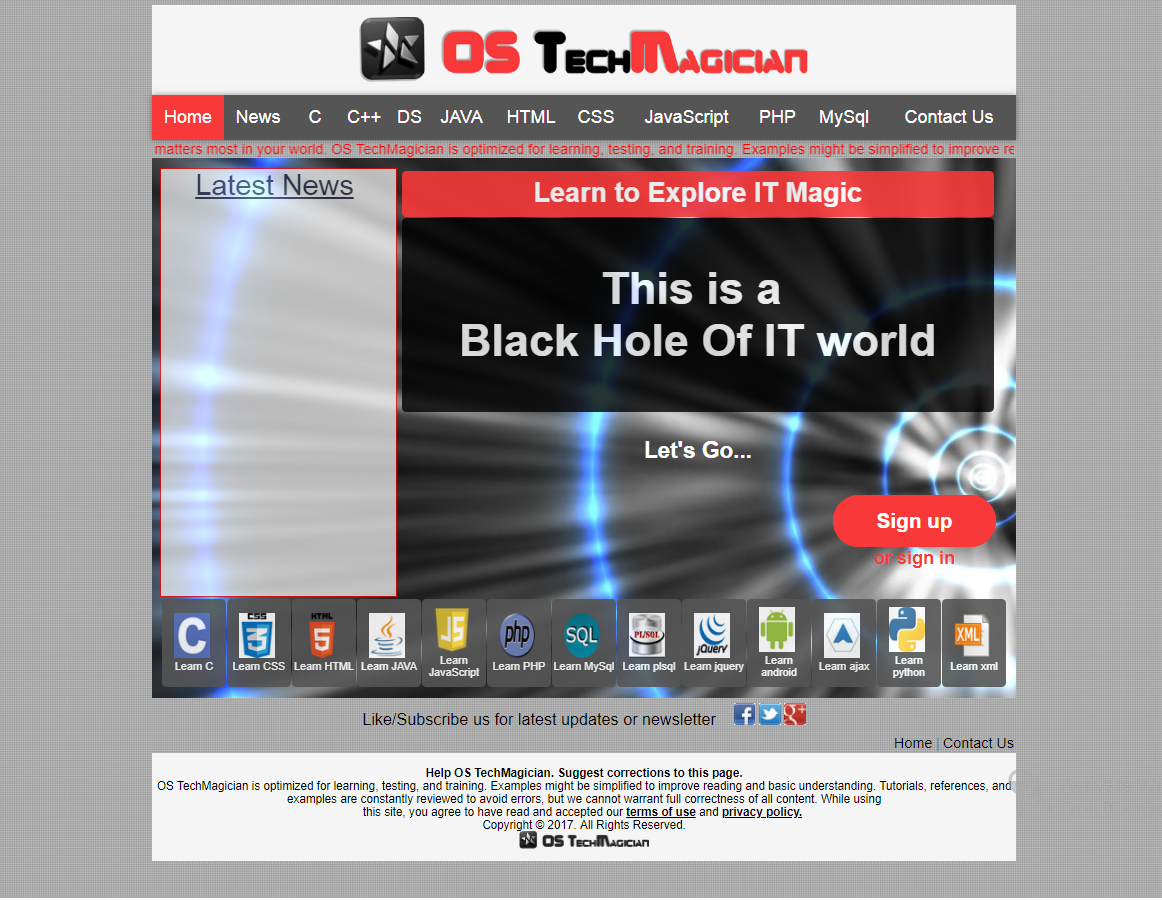 OS TechMagician
Home News C C++ DS JAVA HTML CSS JavaScript PHP MySql Contact Us
matters most in your world. OS TechMagician is optimized for learning, testing, and training. Examples might be simplified to improve re
Latest News
Learn to Explore IT Magic
This is a
Black Hole Of IT world
Let's Go...
Sign up
or sign in
C
Learn C
CSS
3
Learn CSS
HTML
5
Learn HTML
Java
Learn JAVA
JS
Learn
JavaScript
php
Learn PHP
SQL
Learn MySql
PL/SQL
Learn plsql
jQuery
Learn jquery
Learn
android
Learn ajax
Learn
python
XML
Learn xml
Like/Subscribe us for latest updates or newsletter
Home | Contact Us
Help OS TechMagician. Suggest corrections to this page.
OS TechMagician is optimized for learning, testing, and training. Examples might be simplified to improve reading and basic understanding. Tutorials, references, and
examples are constantly reviewed to avoid errors, but we cannot warrant full correctness of all content. While using
this site, you agree to have read and accepted our terms of use and privacy policy.
Copyright © 2017. All Rights Reserved.
OS TechMagician